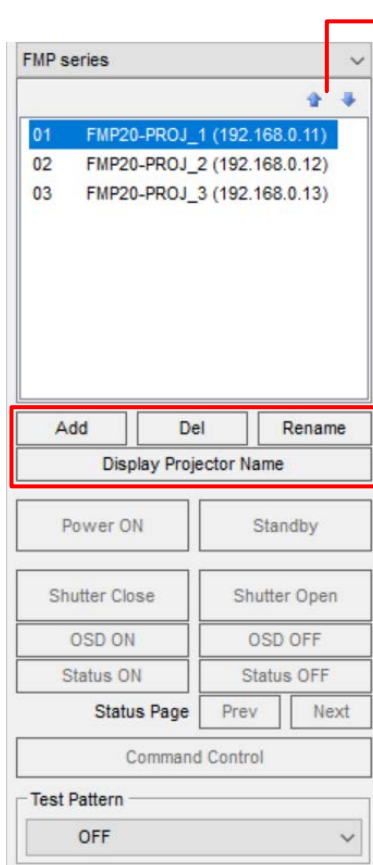 FMP series
01 FMP20-PROJ_1 (192.168.0.11)
02 FMP20-PROJ_2 (192.168.0.12)
03 FMP20-PROJ_3 (192.168.0.13)
Add Del Rename
Display Projector Name
Power ON Standby
Shutter Close Shutter Open
OSD ON OSD OFF
Status ON Status OFF
Status Page Prev Next
Command Control
Test Pattern
OFF